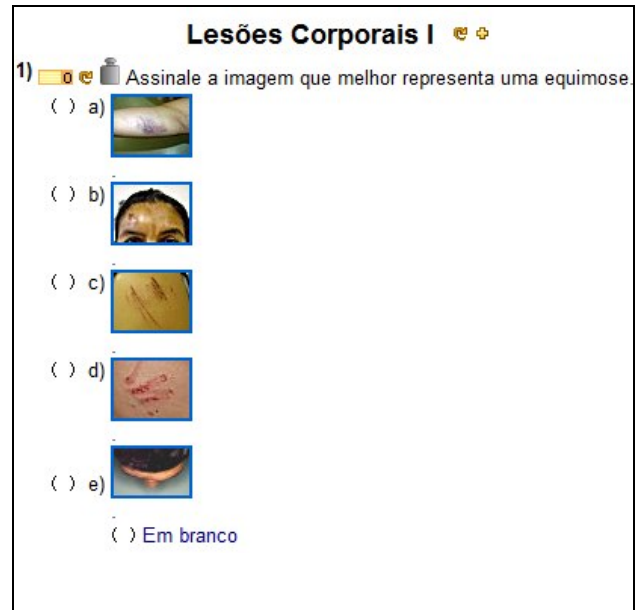 Lesões Corporais I
1) 0 Assinale a imagem que melhor representa uma equimose.
( ) a)
.
( ) b)
.
( ) c)
.
( ) d)
.
( ) e)
.
( ) Em branco